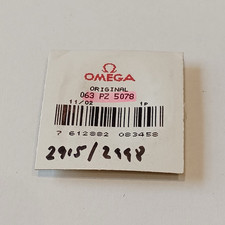 Ω
OMEGA
ORIGINAL
063 PZ 5078
11/02 1P
7 612882 083458
2915/2998